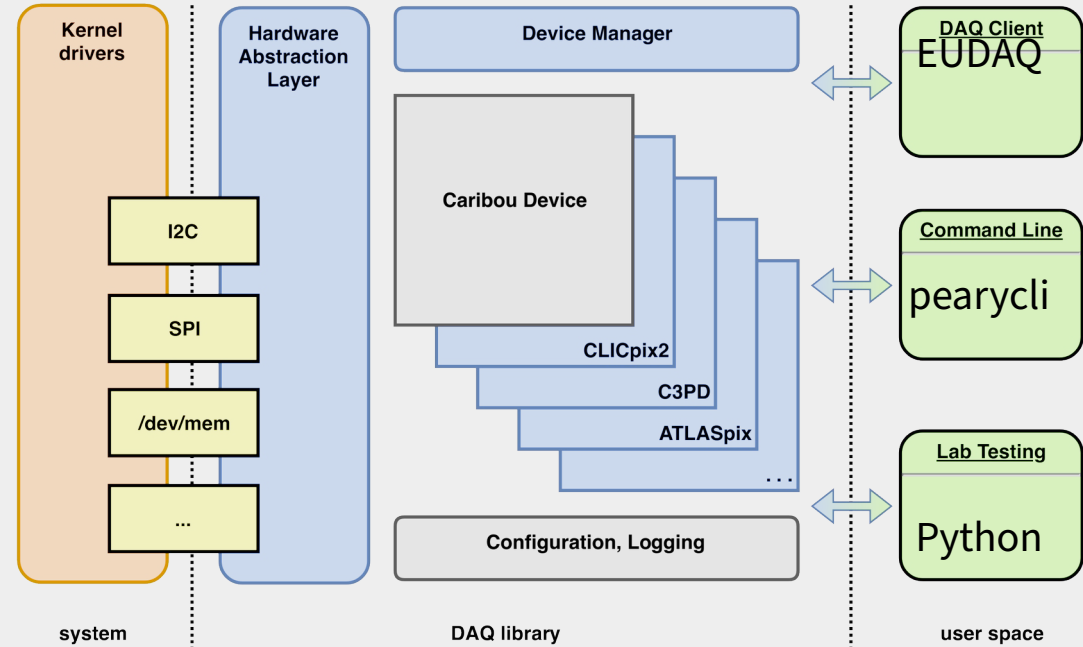 Kernel
drivers
Hardware
Abstraction
Layer
Device Manager
DAQ Client
EUDAQ
Caribou Device
I2C
SPI
/dev/mem
...
CLICpix2
C3PD
ATLASpix
...
Command Line
pearycli
Configuration, Logging
Lab Testing
Python
system
DAQ library
user space